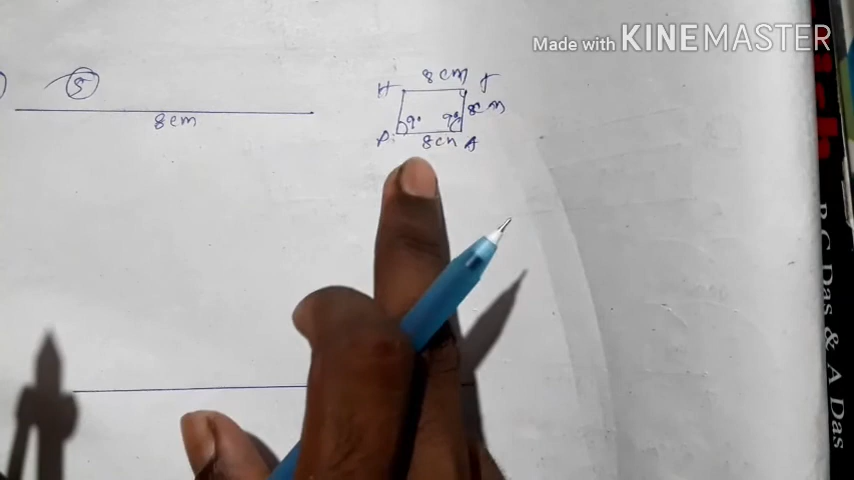 Made with KINEMASTER
5
8cm
8cm
H
8cm
90
90
P
8cm
A
B C Das & A Das